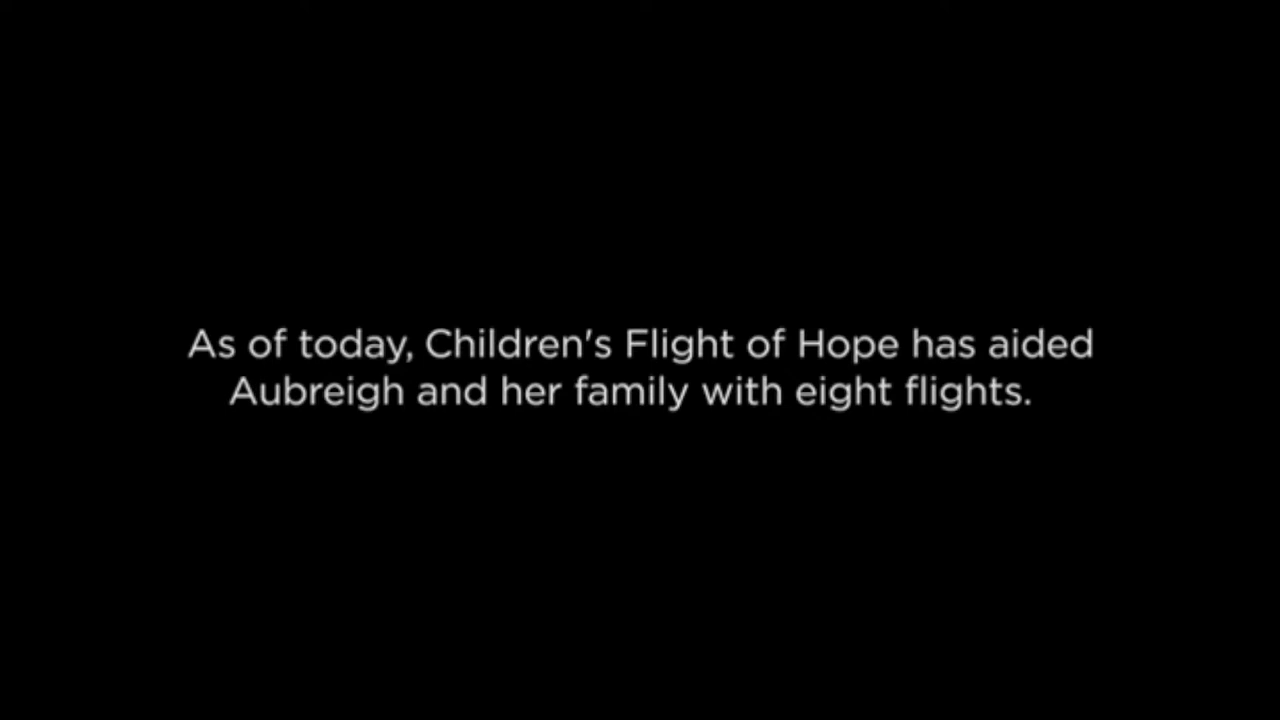 As of today, Children's Flight of Hope has aided
Aubreigh and her family with eight flights.